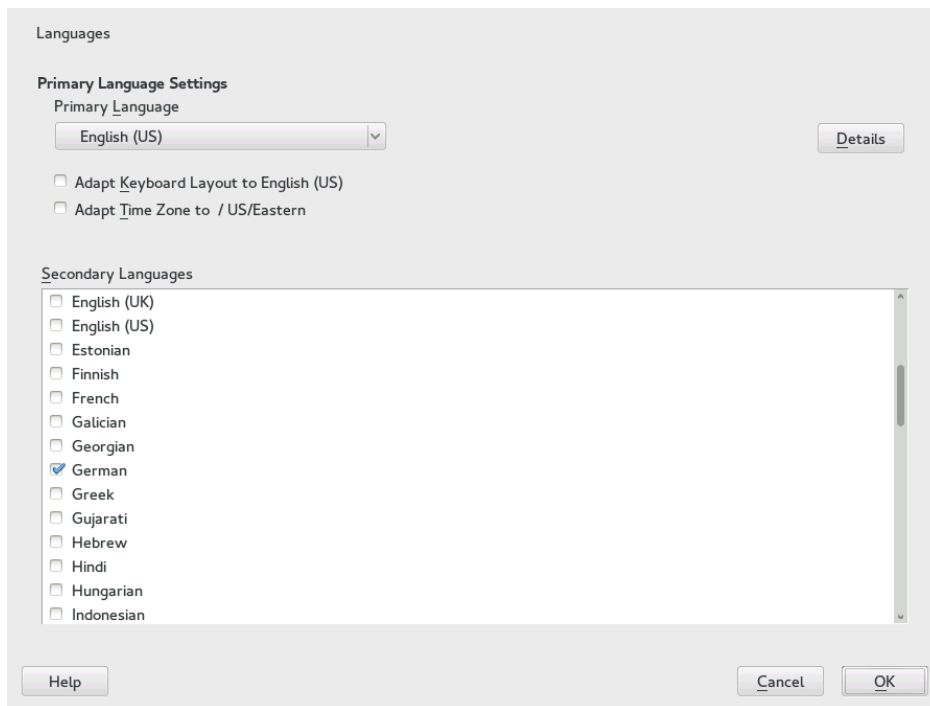 Languages
Primary Language Settings
Primary Language
English (US)
Details
Adapt Keyboard Layout to English (US)
Adapt Time Zone to / US/Eastern
Secondary Languages
English (UK)
English (US)
Estonian
Finnish
French
Galician
Georgian
German
Greek
Gujarati
Hebrew
Hindi
Hungarian
Indonesian
Help
Cancel
OK